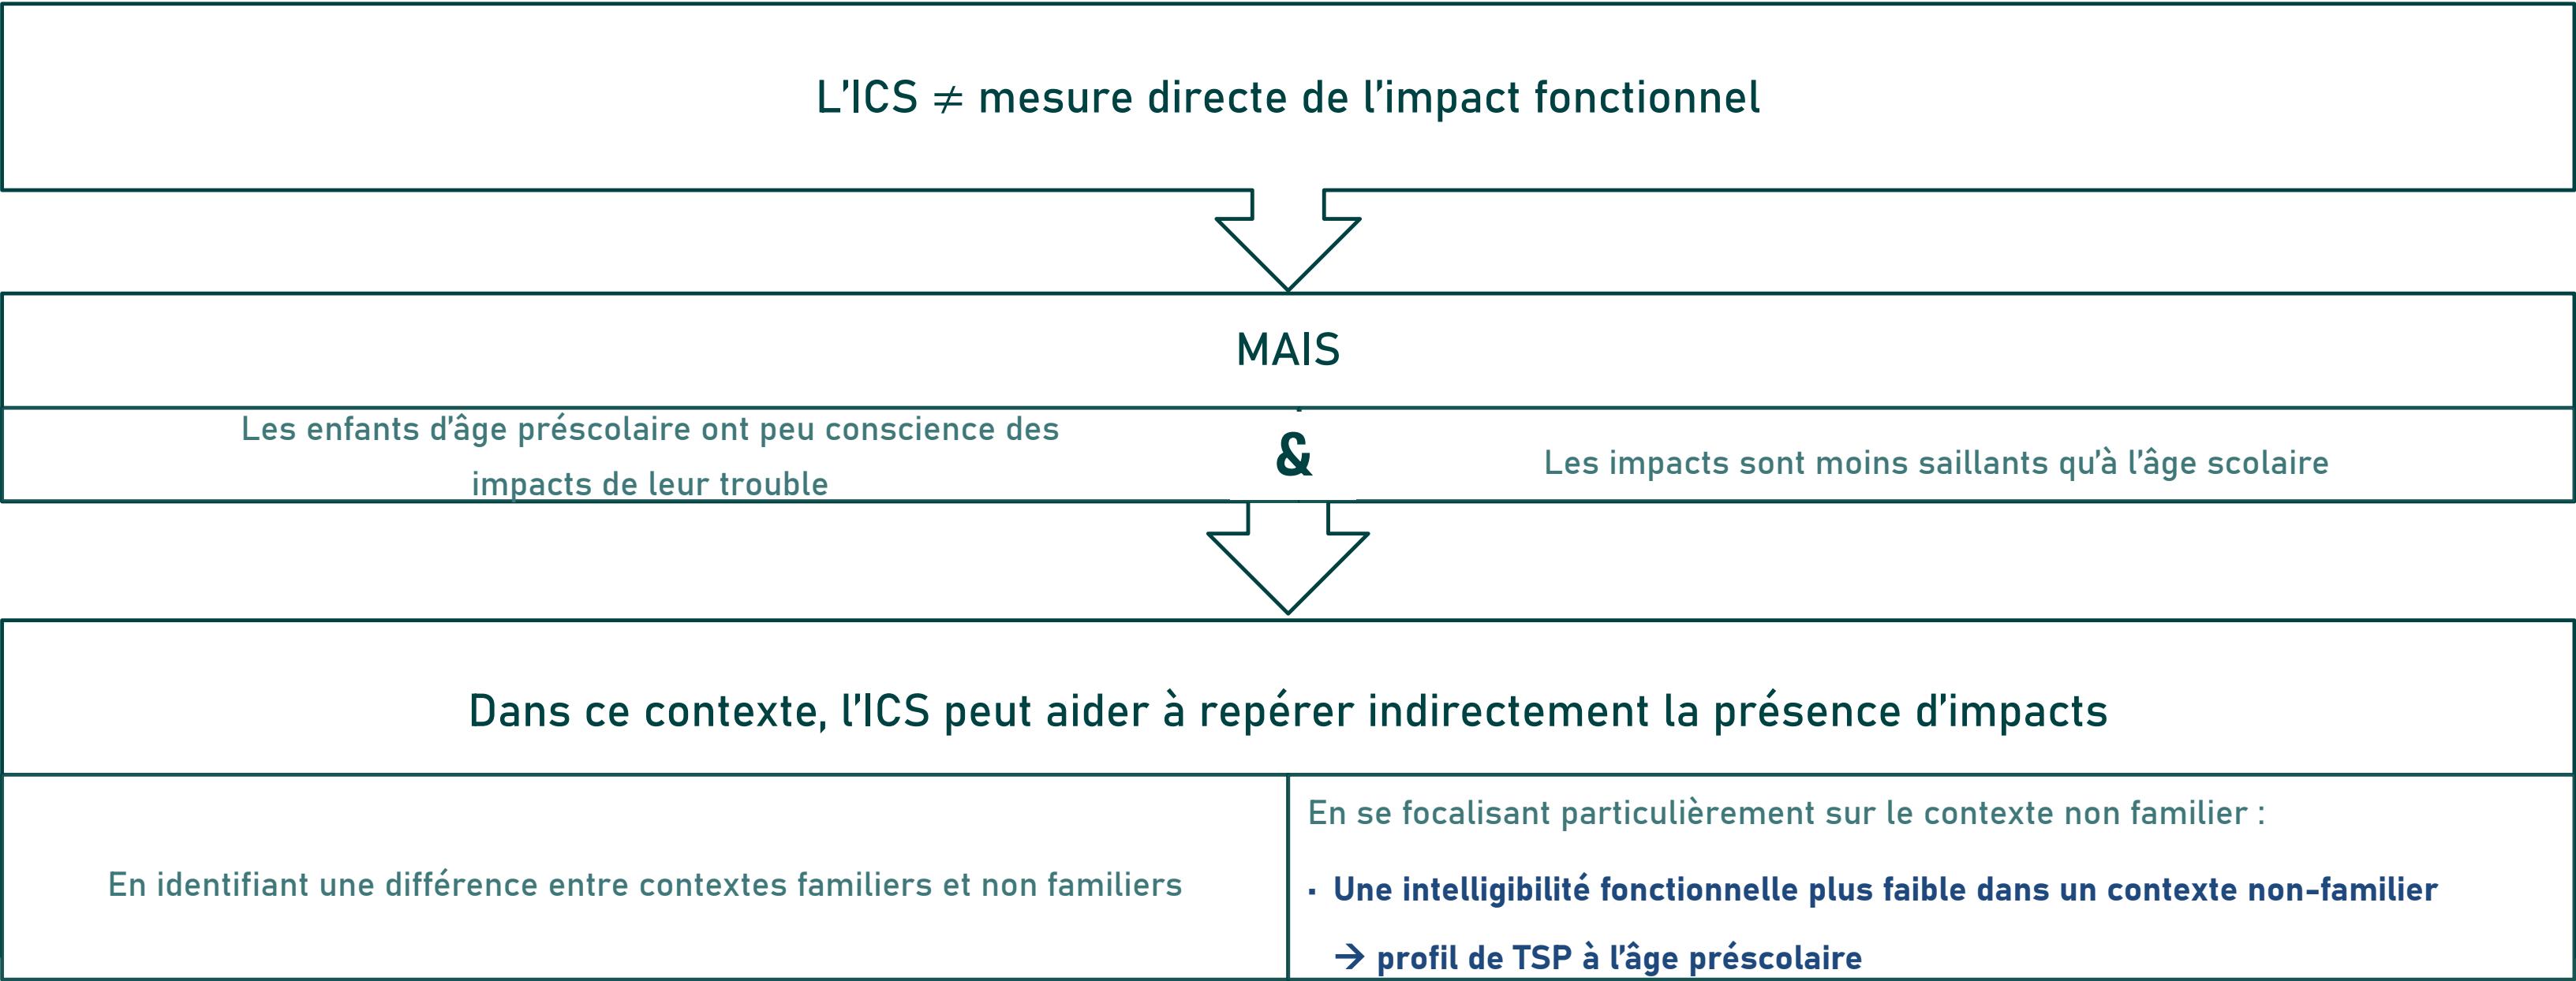 L’ICS ≠ mesure directe de l’impact fonctionnel
MAIS
Les enfants d’âge préscolaire ont peu conscience des
impacts de leur trouble
&
Les impacts sont moins saillants qu’à l’âge scolaire
Dans ce contexte, l’ICS peut aider à repérer indirectement la présence d’impacts
En identifiant une différence entre contextes familiers et non familiers
En se focalisant particulièrement sur le contexte non familier :
▪ Une intelligibilité fonctionnelle plus faible dans un contexte non-familier
→ profil de TSP à l’âge préscolaire